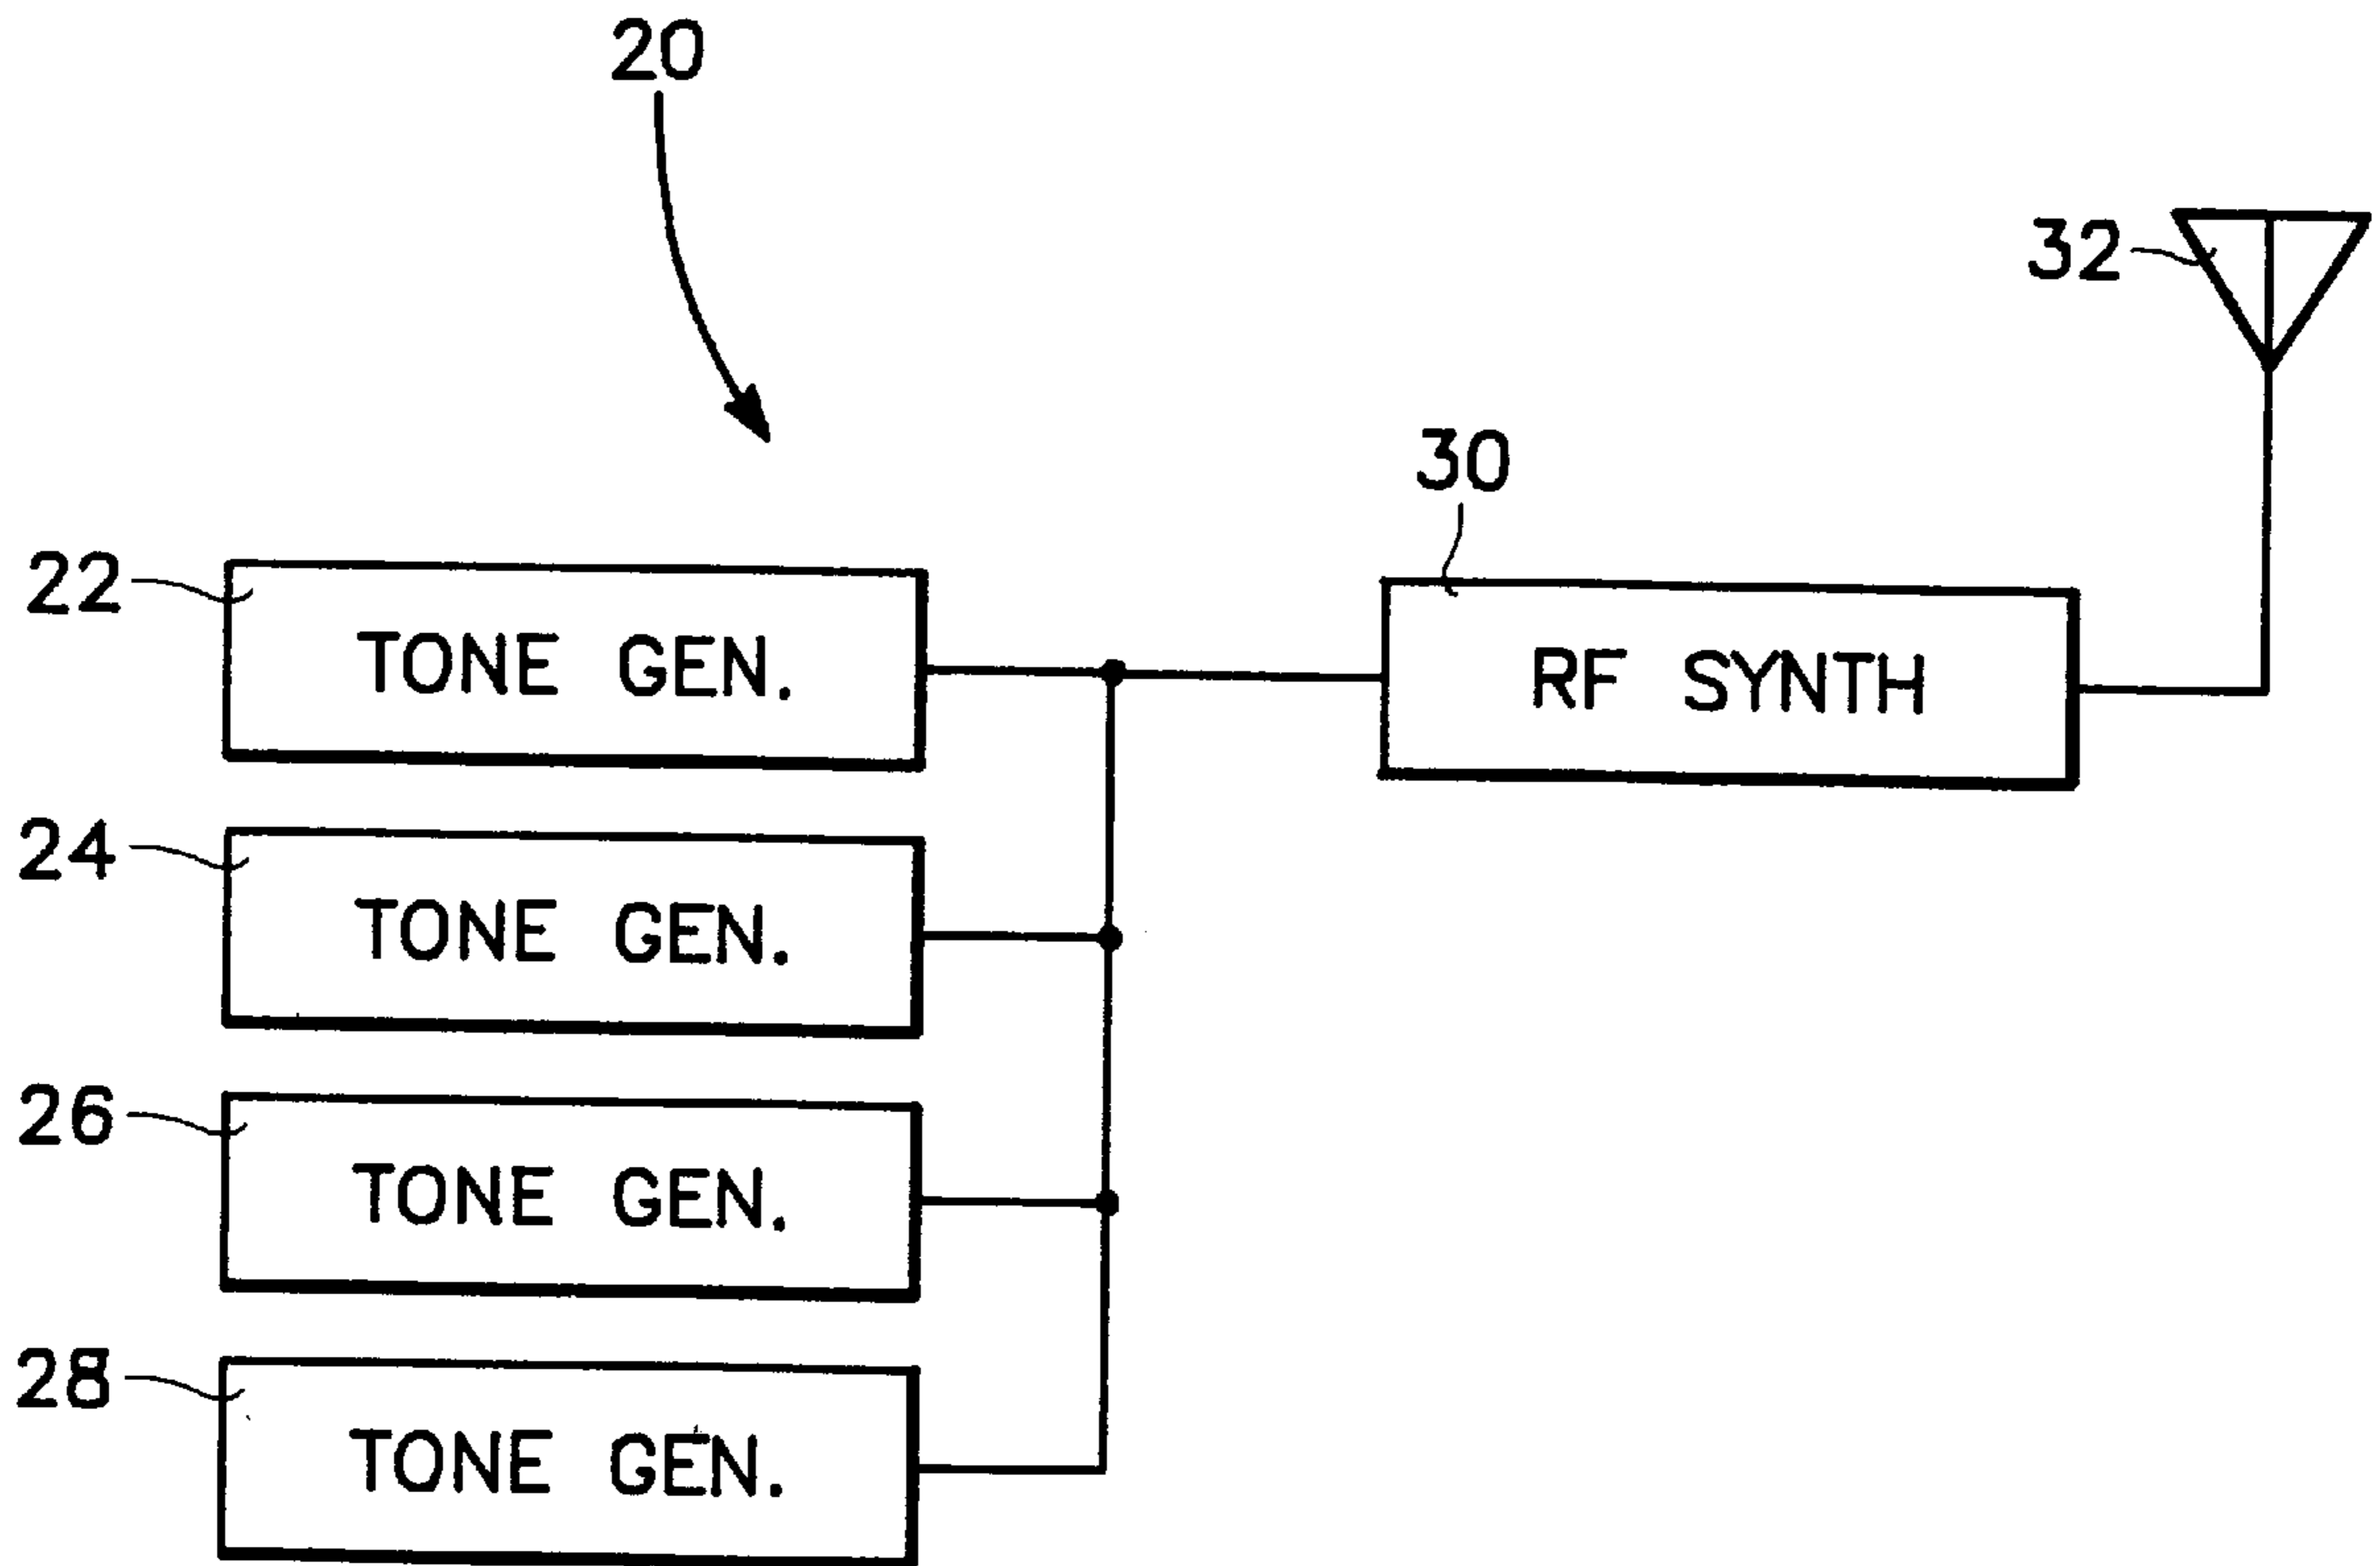 20
32
30
22
TONE GEN.
RF SYNTH
24
TONE GEN.
26
TONE GEN.
28
TONE GEN.